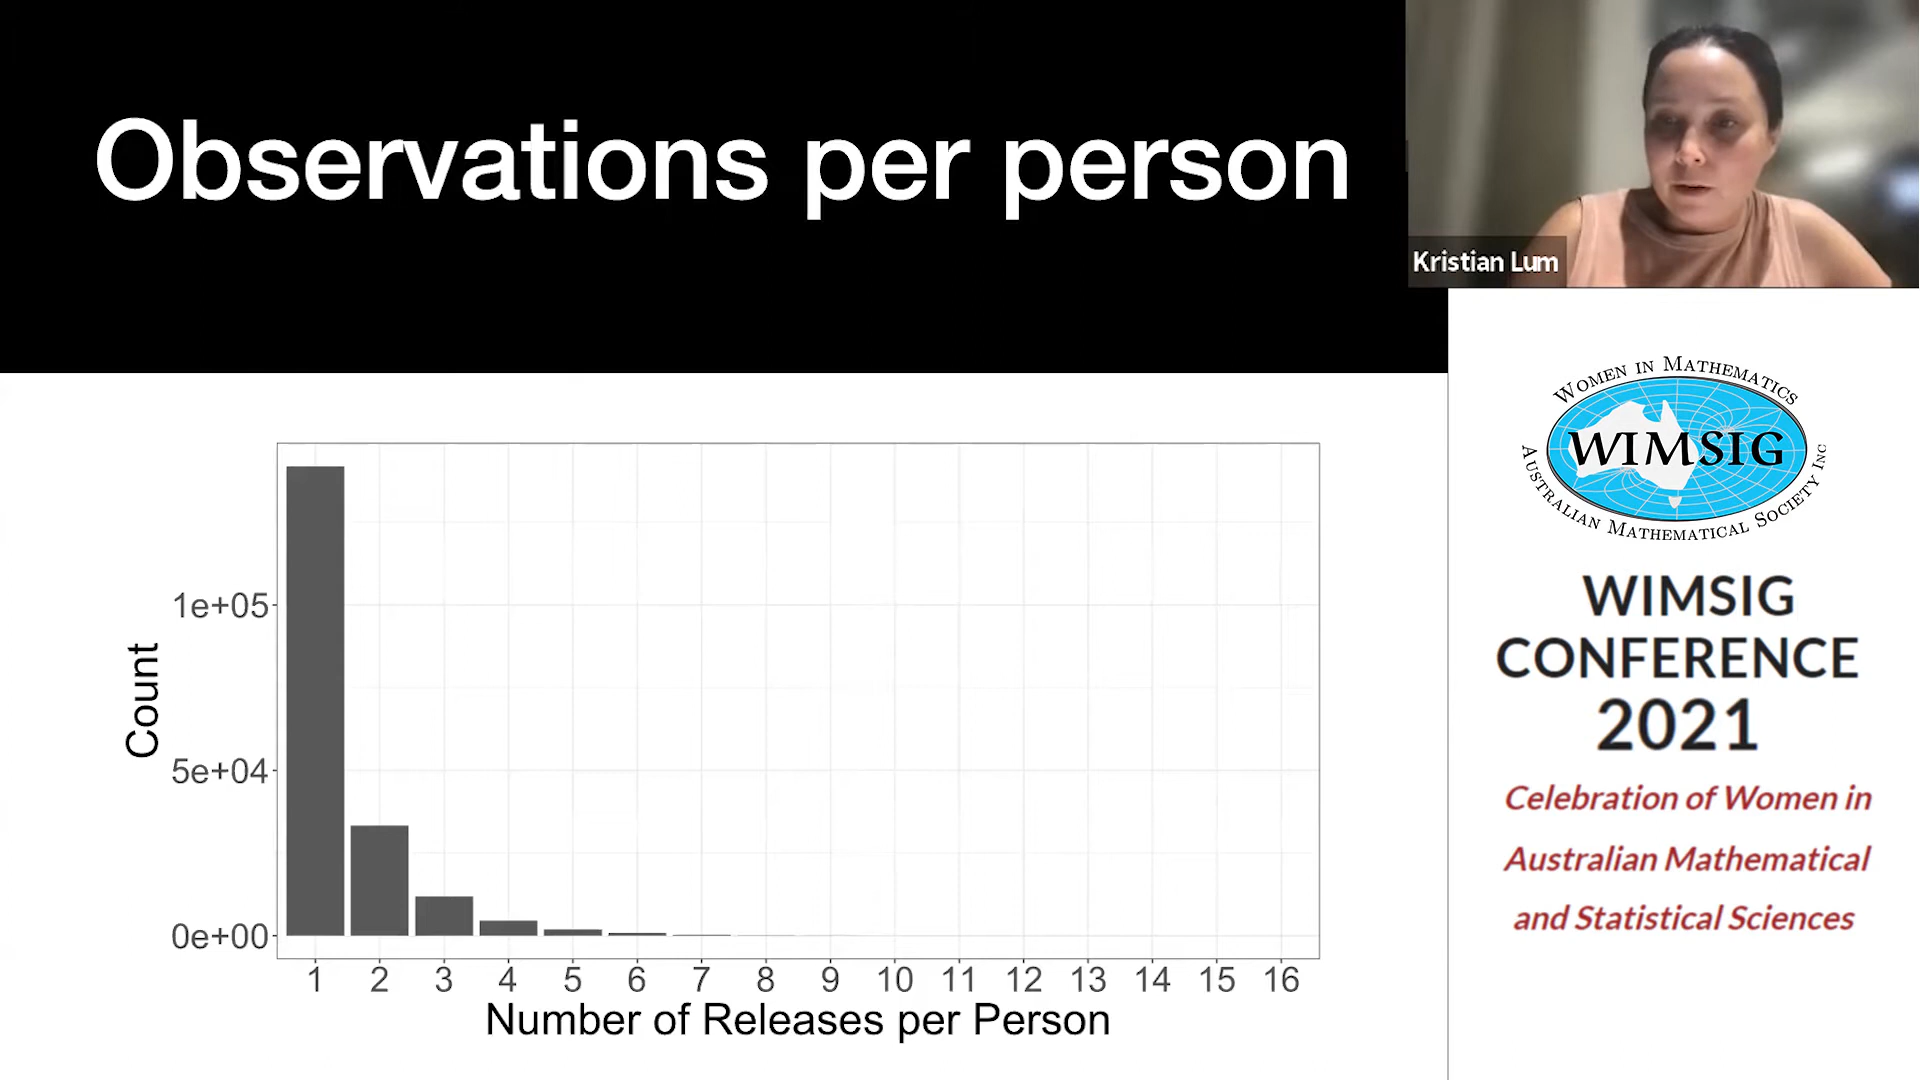 Observations per person
Kristian Lum
WOMEN IN MATHEMATICS
WIMSIG
AUSTRALIAN MATHEMATICAL SOCIETY INC
WIMSIG
CONFERENCE
2021
Celebration of Women in
Australian Mathematical
and Statistical Sciences
Count
1e+05
5e+04
0e+00
1 2 3 4 5 6 7 8 9 10 11 12 13 14 15 16
Number of Releases per Person